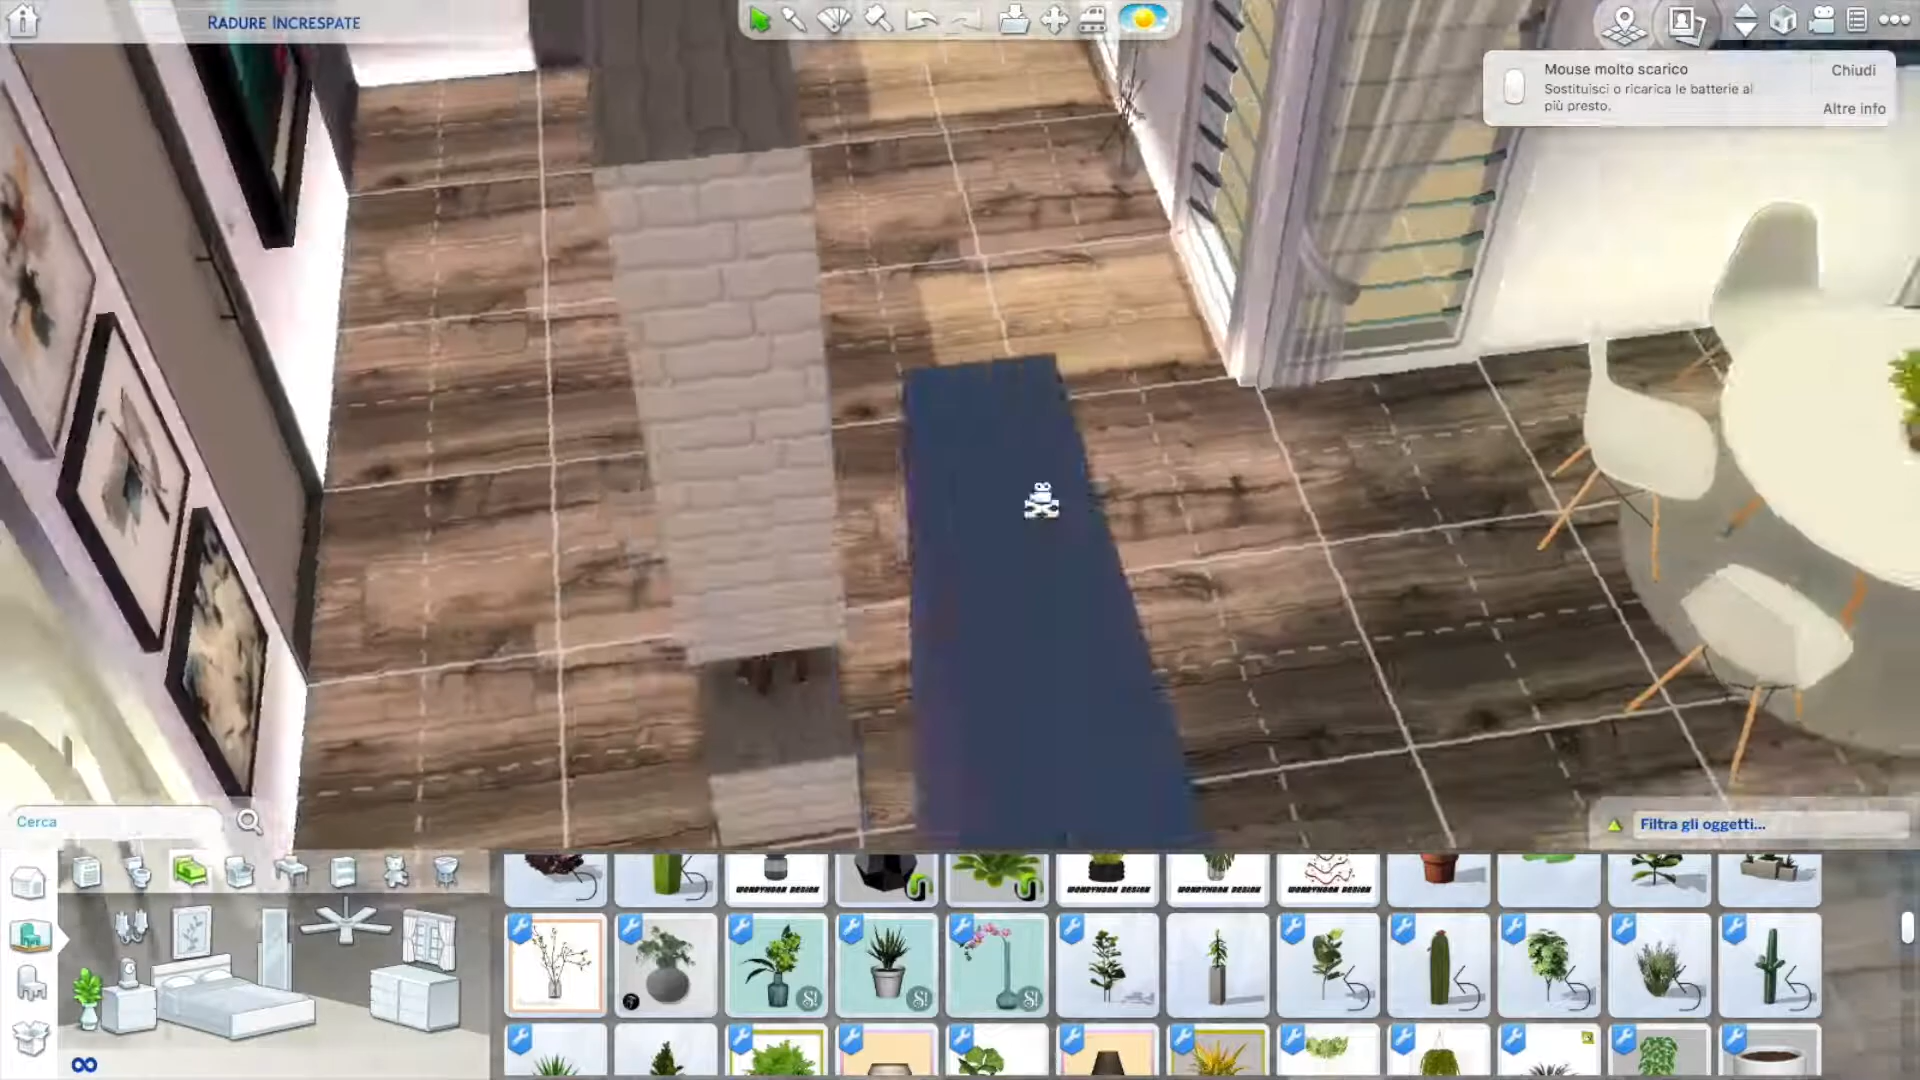 RADURE INCRESPATE
Mouse molto scarico
Chiudi
Sostituisci o ricarica le batterie al
più presto.
Altre info
Cerca
Filtra gli oggetti...
S!
S!
S!